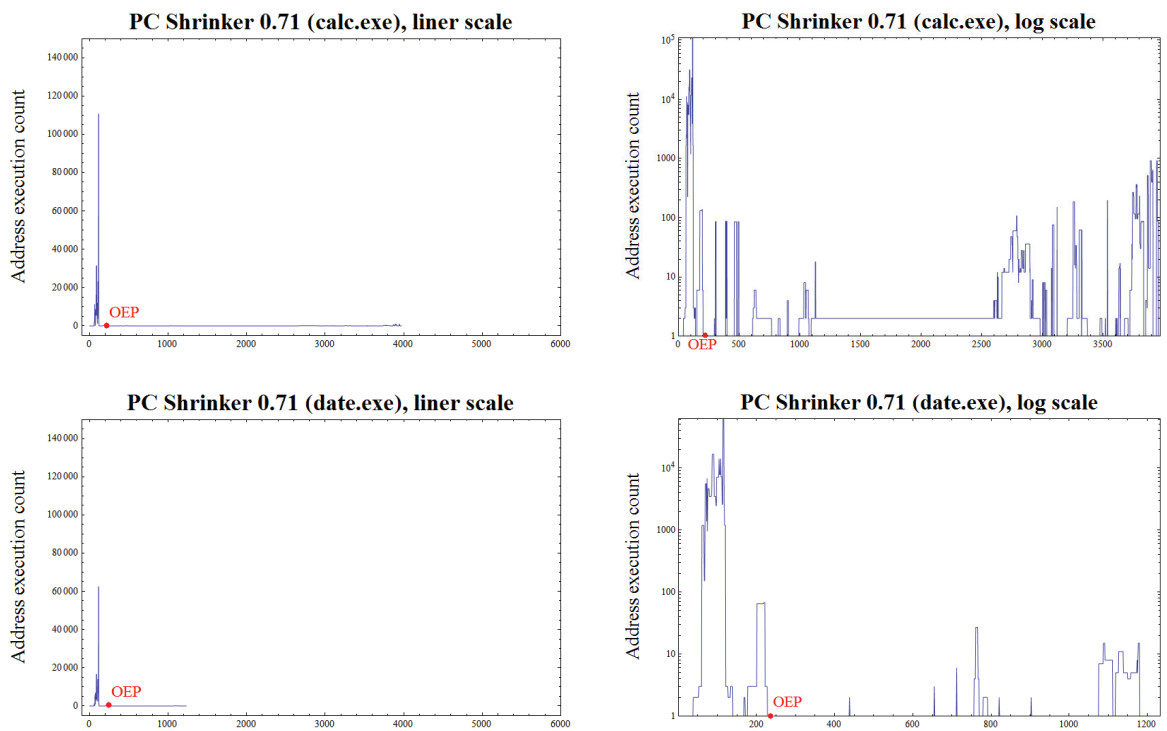 PC Shrinker 0.71 (calc.exe), liner scale
Address execution count
140 000
120 000
100 000
80 000
60 000
40 000
20 000
0
OEP
0 1000 2000 3000 4000 5000 6000
PC Shrinker 0.71 (calc.exe), log scale
Address execution count
10^5
10^4
1000
100
10
1
OEP
0 500 1000 1500 2000 2500 3000 3500
PC Shrinker 0.71 (date.exe), liner scale
Address execution count
140 000
120 000
100 000
80 000
60 000
40 000
20 000
0
OEP
0 1000 2000 3000 4000 5000 6000
PC Shrinker 0.71 (date.exe), log scale
Address execution count
10^4
1000
100
10
1
OEP
200 400 600 800 1000 1200